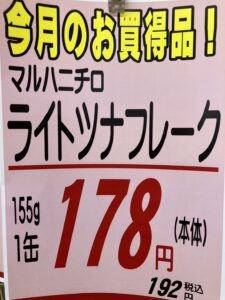 今月のお買得品！
マルハニチロ
ライトツナフレーク
155g
1缶
178円
(本体)
192税込円